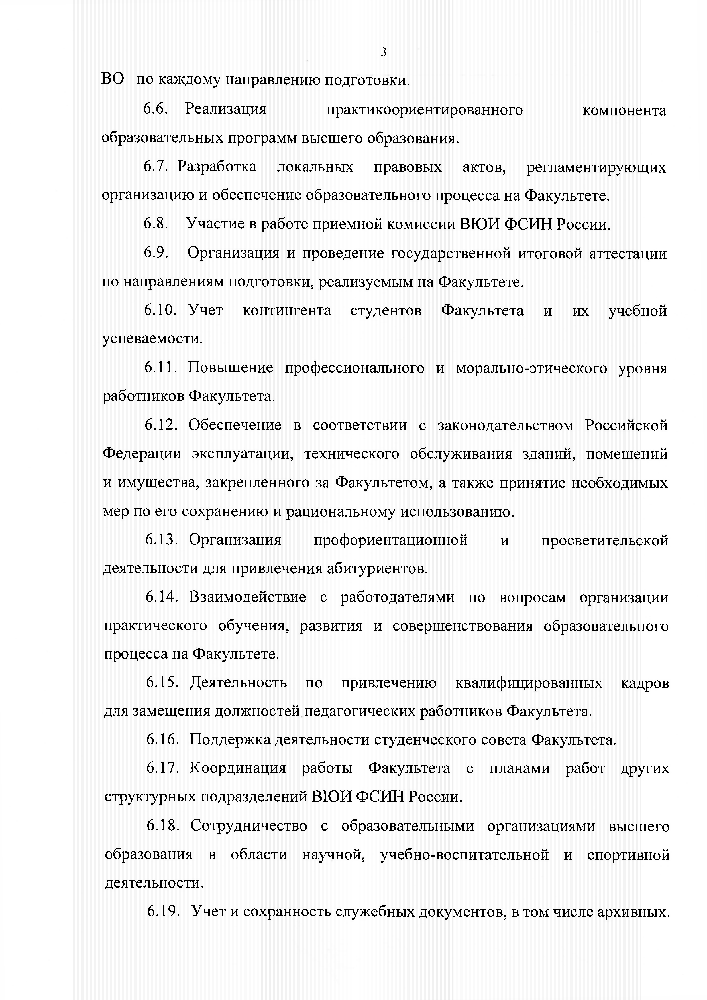 3
ВО по каждому направлению подготовки.
6.6. Реализация практикоориентированного компонента
образовательных программ высшего образования.
6.7. Разработка локальных правовых актов, регламентирующих
организацию и обеспечение образовательного процесса на Факультете.
6.8. Участие в работе приемной комиссии ВЮИ ФСИН России.
6.9. Организация и проведение государственной итоговой аттестации
по направлениям подготовки, реализуемым на Факультете.
6.10. Учет контингента студентов Факультета и их учебной
успеваемости.
6.11. Повышение профессионального и морально-этического уровня
работников Факультета.
6.12. Обеспечение в соответствии с законодательством Российской
Федерации эксплуатации, технического обслуживания зданий, помещений
и имущества, закрепленного за Факультетом, а также принятие необходимых
мер по его сохранению и рациональному использованию.
6.13. Организация профориентационной и просветительской
деятельности для привлечения абитуриентов.
6.14. Взаимодействие с работодателями по вопросам организации
практического обучения, развития и совершенствования образовательного
процесса на Факультете.
6.15. Деятельность по привлечению квалифицированных кадров
для замещения должностей педагогических работников Факультета.
6.16. Поддержка деятельности студенческого совета Факультета.
6.17. Координация работы Факультета с планами работ других
структурных подразделений ВЮИ ФСИН России.
6.18. Сотрудничество с образовательными организациями высшего
образования в области научной, учебно-воспитательной и спортивной
деятельности.
6.19. Учет и сохранность служебных документов, в том числе архивных.